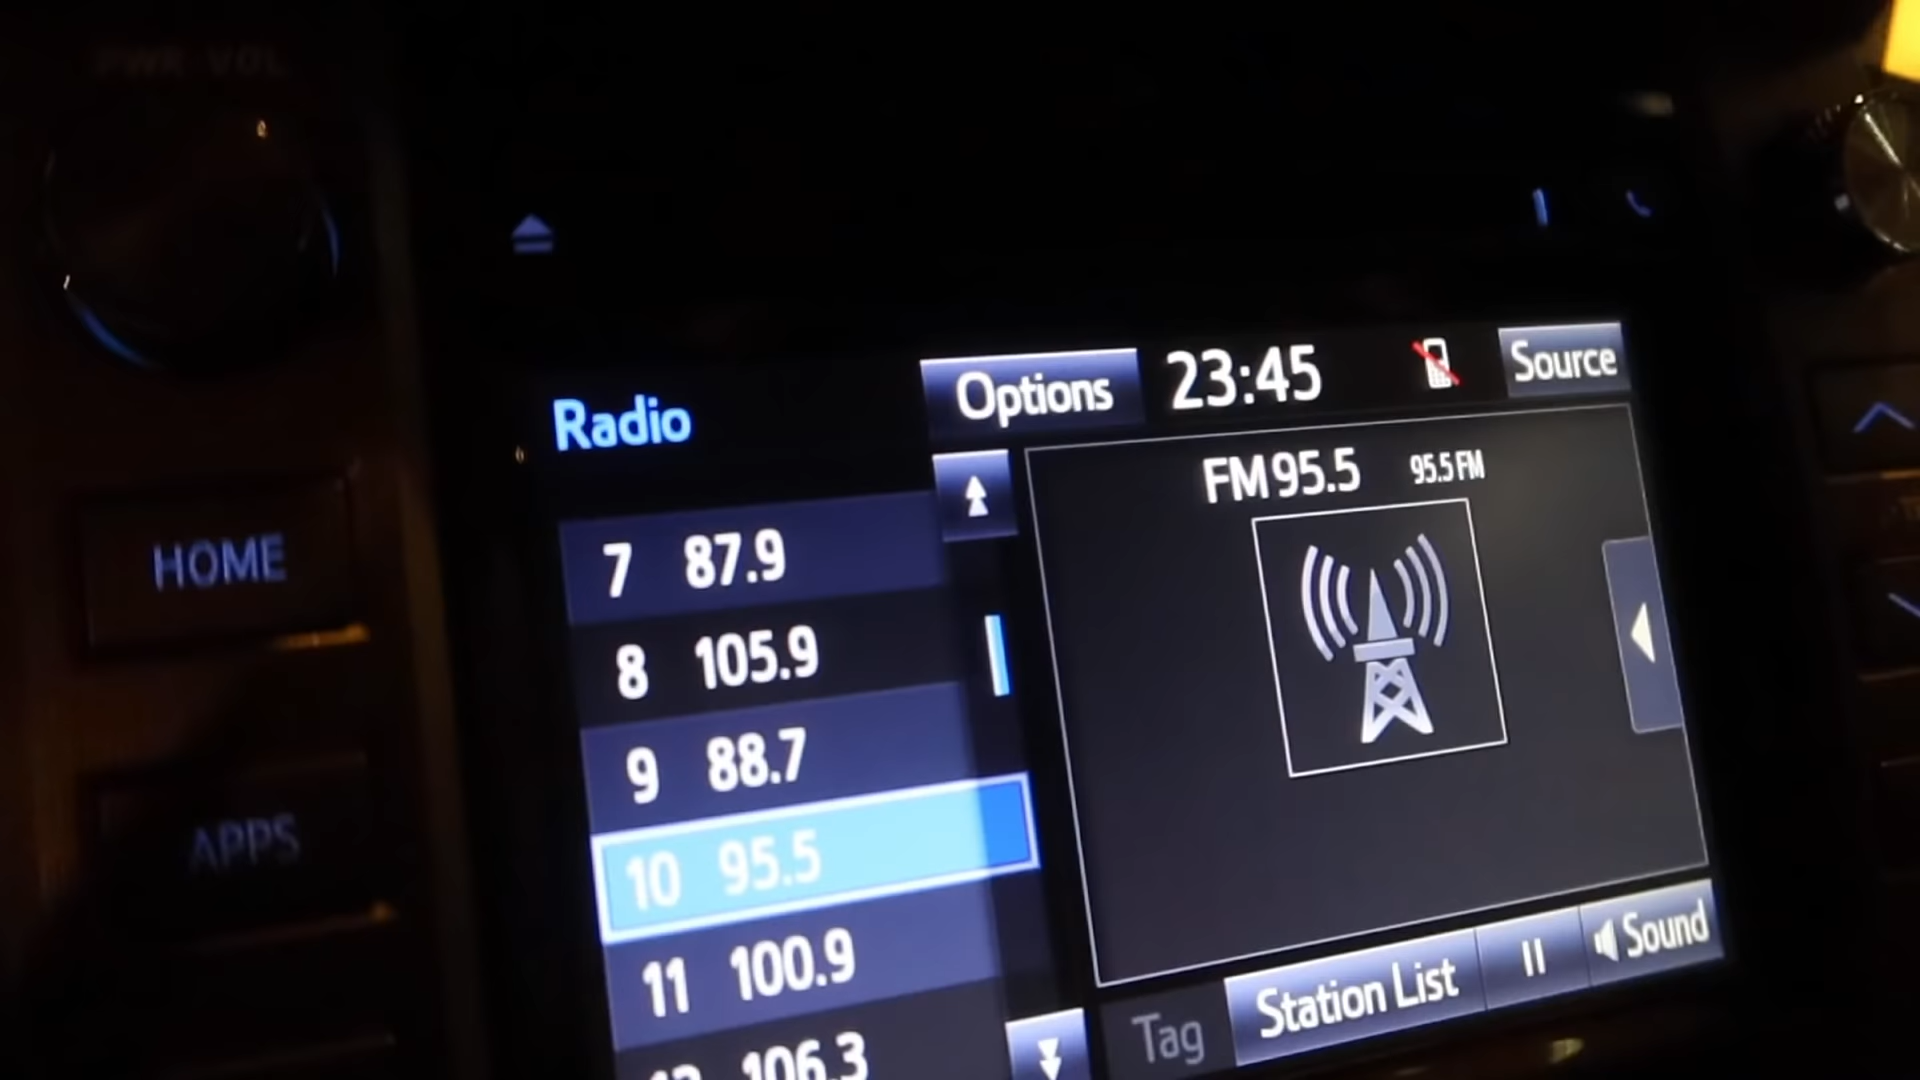 PWR VOL
Radio
Options
23:45
Source
FM 95.5
95.5 FM
HOME
7 87.9
8 105.9
9 88.7
10 95.5
11 100.9
12 106.3
APPS
Tag
Station List
Sound